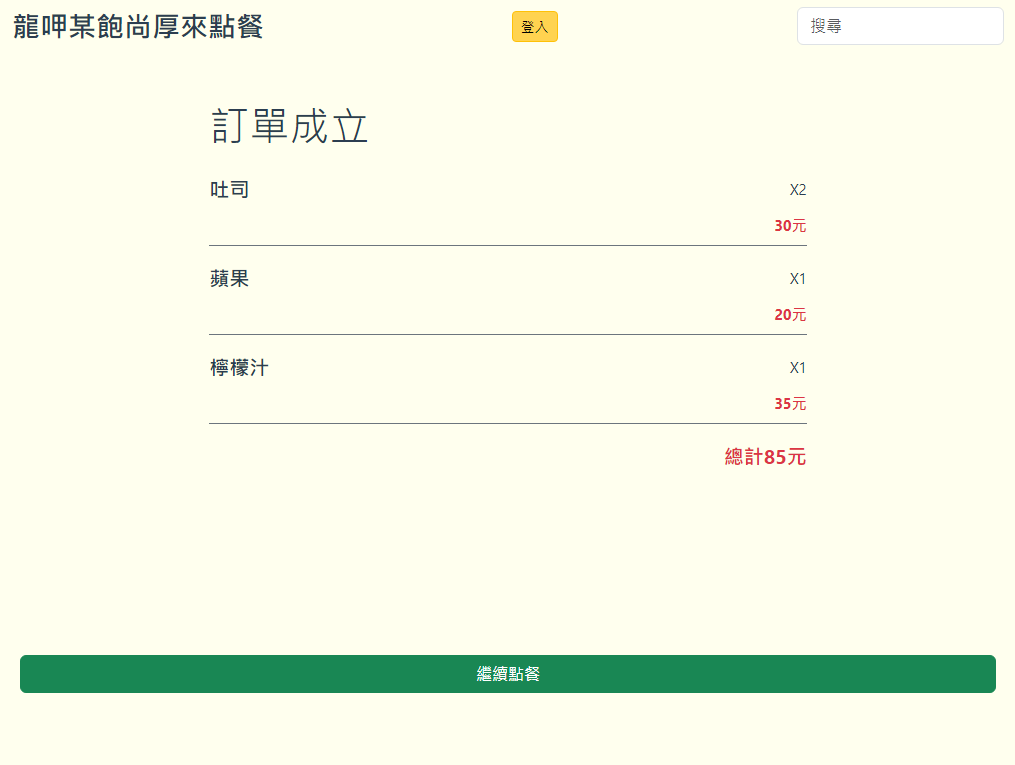 龍呷某飽尚厚來點餐 登入 搜尋
訂單成立
吐司 X2
30元
蘋果 X1
20元
檸檬汁 X1
35元
總計85元
繼續點餐